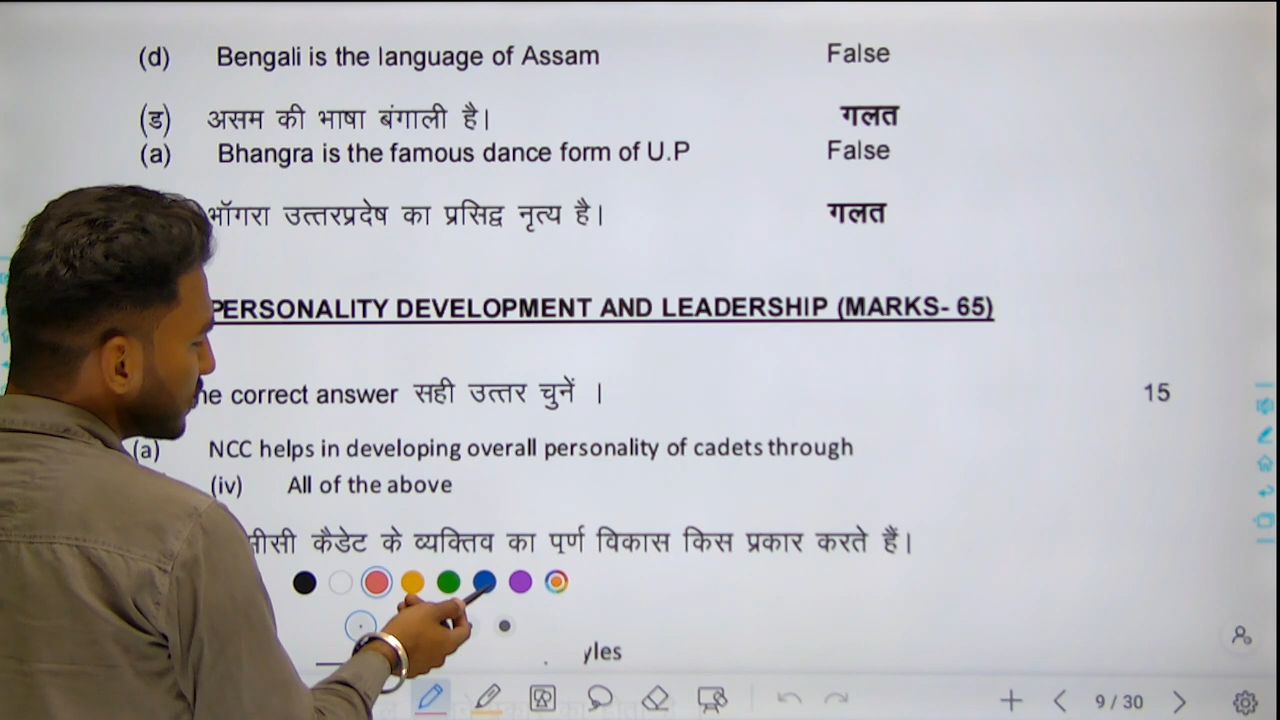 (d) Bengali is the language of Assam False
(ड) असम की भाषा बंगाली है। गलत
(a) Bhangra is the famous dance form of U.P False
भॉगरा उत्तरप्रदेष का प्रसिद्व नृत्य है। गलत
PERSONALITY DEVELOPMENT AND LEADERSHIP (MARKS- 65)
he correct answer सही उत्तर चुनें । 15
(a) NCC helps in developing overall personality of cadets through
(iv) All of the above
सीसी कैडेट के व्यक्तिव का पूर्ण विकास किस प्रकार करते हैं।
yles
9 / 30